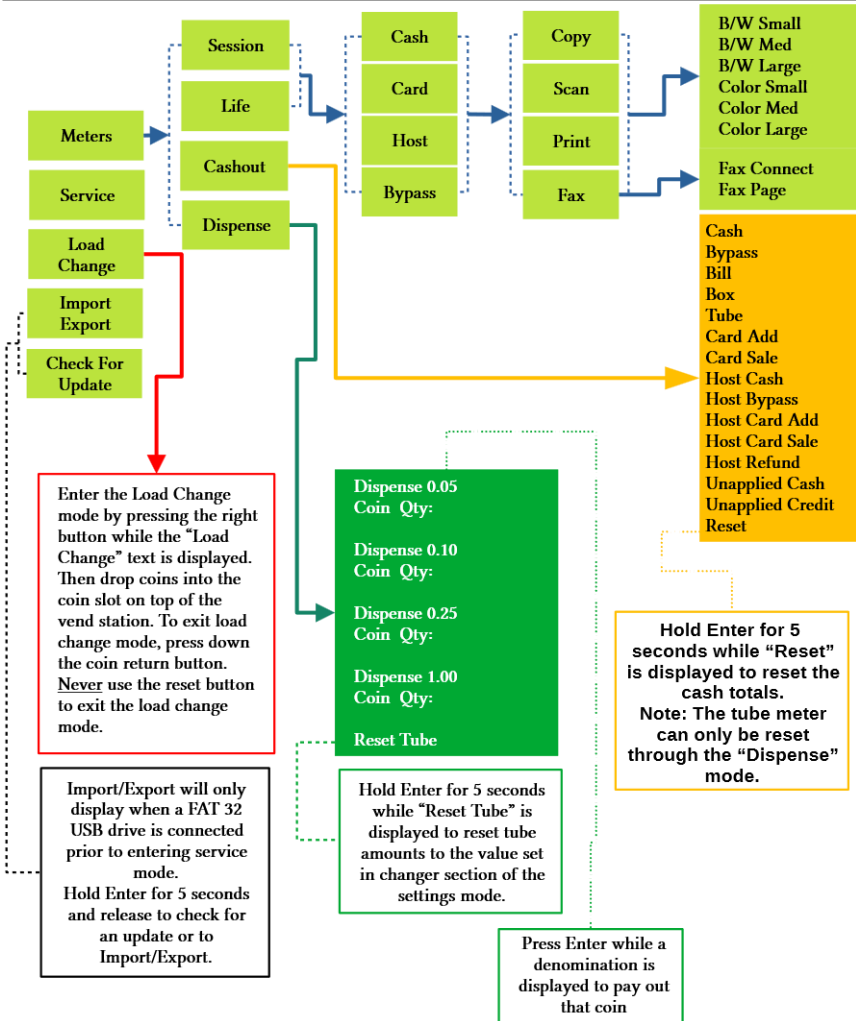 Meters
Service
Load
Change
Import
Export
Check For
Update
Session
Life
Cashout
Dispense
Cash
Card
Host
Bypass
Copy
Scan
Print
Fax
B/W Small
B/W Med
B/W Large
Color Small
Color Med
Color Large
Fax Connect
Fax Page
Cash
Bypass
Bill
Box
Tube
Card Add
Card Sale
Host Cash
Host Bypass
Host Card Add
Host Card Sale
Host Refund
Unapplied Cash
Unapplied Credit
Reset
Enter the Load Change
mode by pressing the right
button while the “Load
Change” text is displayed.
Then drop coins into the
coin slot on top of the
vend station. To exit load
change mode, press down
the coin return button.
Never use the reset button
to exit the load change
mode.
Dispense 0.05
Coin Qty:
Dispense 0.10
Coin Qty:
Dispense 0.25
Coin Qty:
Dispense 1.00
Coin Qty:
Reset Tube
Hold Enter for 5
seconds while “Reset”
is displayed to reset the
cash totals.
Note: The tube meter
can only be reset
through the “Dispense”
mode.
Import/Export will only
display when a FAT 32
USB drive is connected
prior to entering service
mode.
Hold Enter for 5 seconds
and release to check for
an update or to
Import/Export.
Hold Enter for 5 seconds
while “Reset Tube” is
displayed to reset tube
amounts to the value set
in changer section of the
settings mode.
Press Enter while a
denomination is
displayed to pay out
that coin